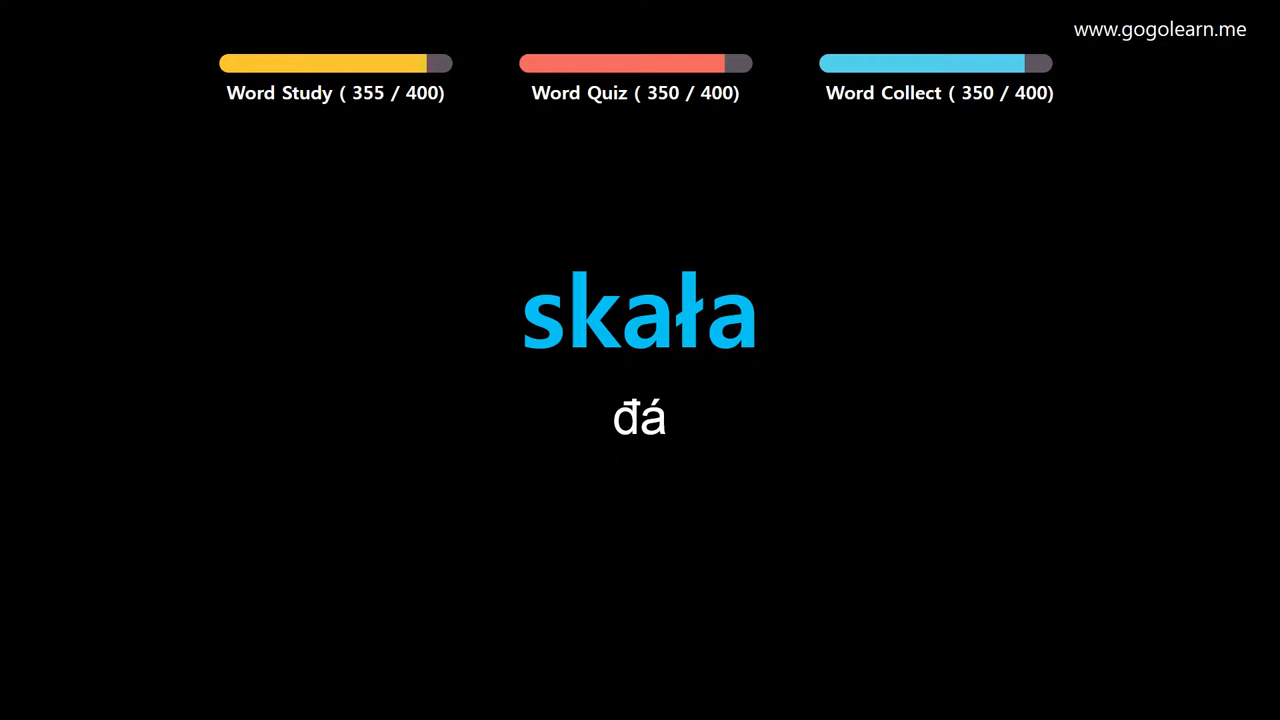 www.gogolearn.me
Word Study ( 355 / 400)
Word Quiz ( 350 / 400)
Word Collect ( 350 / 400)
skała
đá